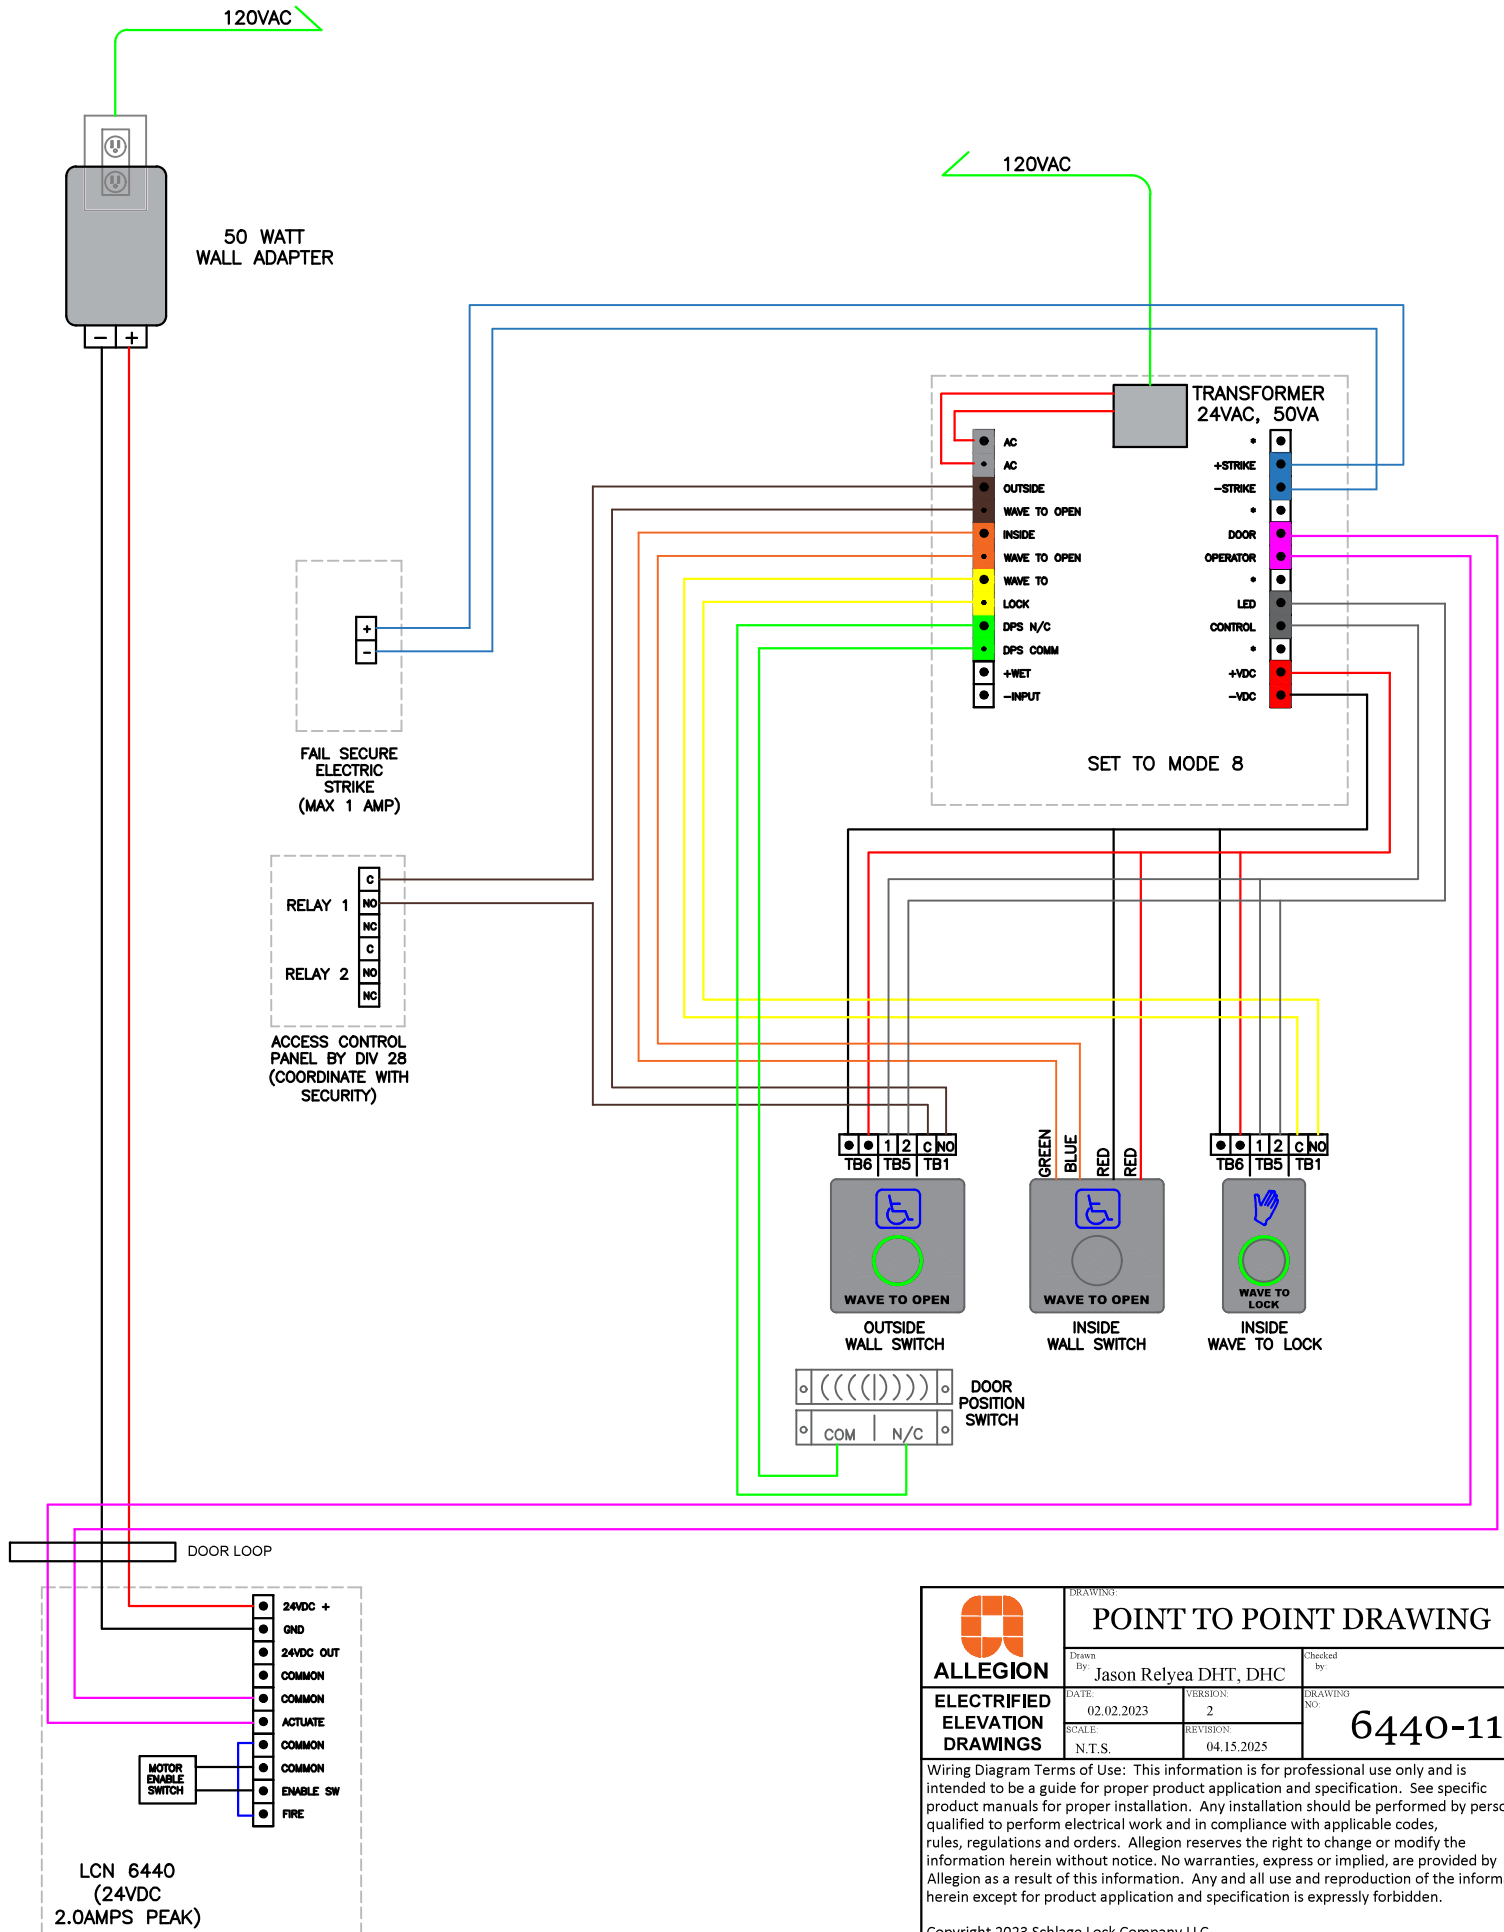 120VAC
50 WATT
WALL ADAPTER
- +
120VAC
TRANSFORMER
24VAC, 50VA
AC
AC
OUTSIDE
WAVE TO OPEN
INSIDE
WAVE TO OPEN
WAVE TO
LOCK
DPS N/C
DPS COMM
+WET
-INPUT
*
+STRIKE
-STRIKE
*
DOOR
OPERATOR
*
LED
CONTROL
*
+VDC
-VDC
SET TO MODE 8
+
-
FAIL SECURE
ELECTRIC
STRIKE
(MAX 1 AMP)
RELAY 1
C
NO
NC
RELAY 2
C
NO
NC
ACCESS CONTROL
PANEL BY DIV 28
(COORDINATE WITH
SECURITY)
1 2 C NO
TB6 TB5 TB1
WAVE TO OPEN
OUTSIDE
WALL SWITCH
GREEN
BLUE
RED
RED
WAVE TO OPEN
INSIDE
WALL SWITCH
1 2 C NO
TB6 TB5 TB1
WAVE TO
LOCK
INSIDE
WAVE TO LOCK
DOOR
POSITION
SWITCH
COM N/C
DOOR LOOP
24VDC +
GND
24VDC OUT
COMMON
COMMON
ACTUATE
COMMON
COMMON
ENABLE SW
FIRE
MOTOR
ENABLE
SWITCH
LCN 6440
(24VDC
2.0AMPS PEAK)
ALLEGION
ELECTRIFIED
ELEVATION
DRAWINGS
DRAWING:
POINT TO POINT DRAWING
Drawn
By: Jason Relyea DHT, DHC
Checked
by:
DATE:
02.02.2023
VERSION:
2
SCALE:
N.T.S.
REVISION:
04.15.2025
DRAWING
NO:
6440-11
Wiring Diagram Terms of Use: This information is for professional use only and is
intended to be a guide for proper product application and specification. See specific
product manuals for proper installation. Any installation should be performed by perso
qualified to perform electrical work and in compliance with applicable codes,
rules, regulations and orders. Allegion reserves the right to change or modify the
information herein without notice. No warranties, express or implied, are provided by
Allegion as a result of this information. Any and all use and reproduction of the inform
herein except for product application and specification is expressly forbidden.
Copyright 2023 Schlage Lock Company LLC